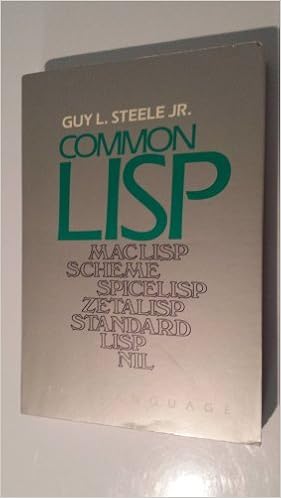 GUY L. STEELE JR.
COMMON
LISP
MACLISP
SCHEME
SPICELISP
ZETALISP
STANDARD
LISP
NIL
LANGUAGE